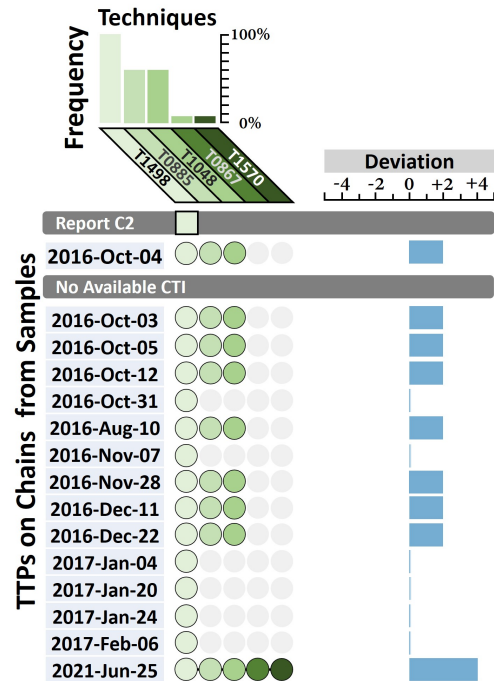 Techniques
Frequency
100%
0%
T1498
T0885
T1048
T0867
T1570
Deviation
-4 -2 0 +2 +4
Report C2
2016-Oct-04
No Available CTI
TTPs on Chains from Samples
2016-Oct-03
2016-Oct-05
2016-Oct-12
2016-Oct-31
2016-Aug-10
2016-Nov-07
2016-Nov-28
2016-Dec-11
2016-Dec-22
2017-Jan-04
2017-Jan-20
2017-Jan-24
2017-Feb-06
2021-Jun-25